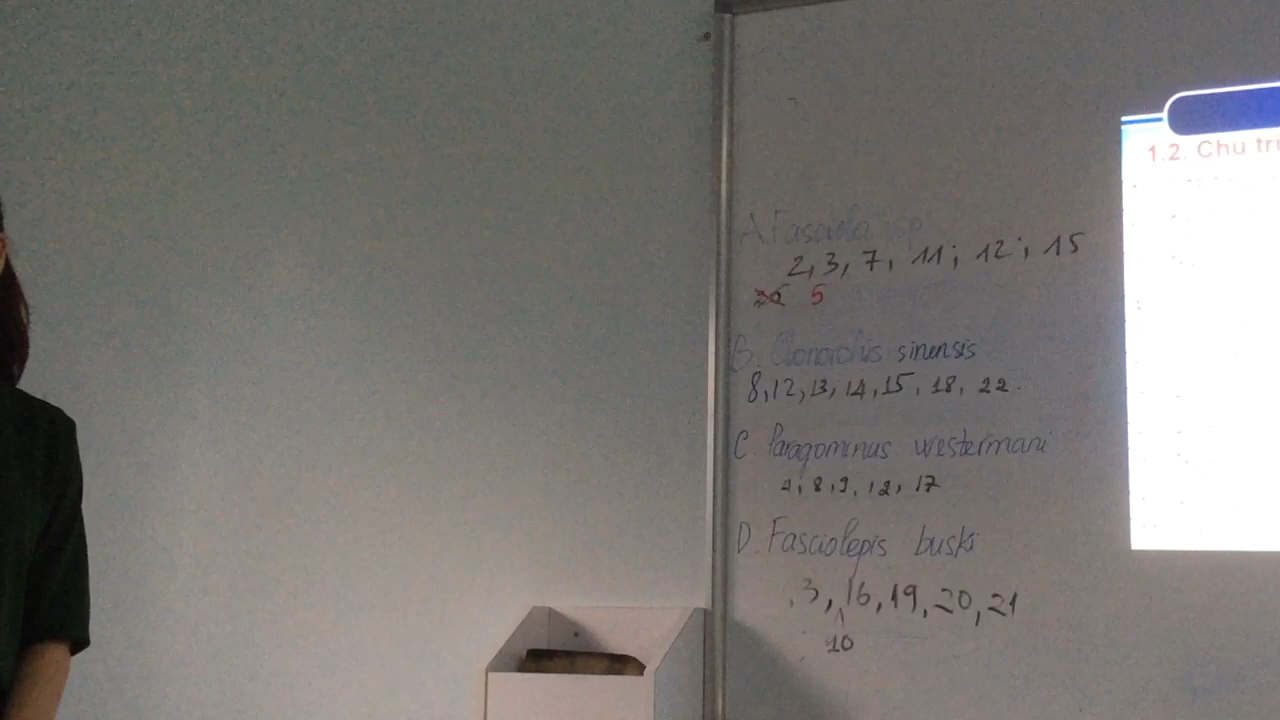 A. Fasciola sp
2, 3, 7, 11; 12; 15
5
B. Clonorchis sinensis
8, 12, 13, 14, 15, 18, 22.
C. Paragominus westermani
4, 8, 9, 12, 17
D. Fasciolepis buski
, 3, 16, 19, 20, 21
10
1.2. Chu